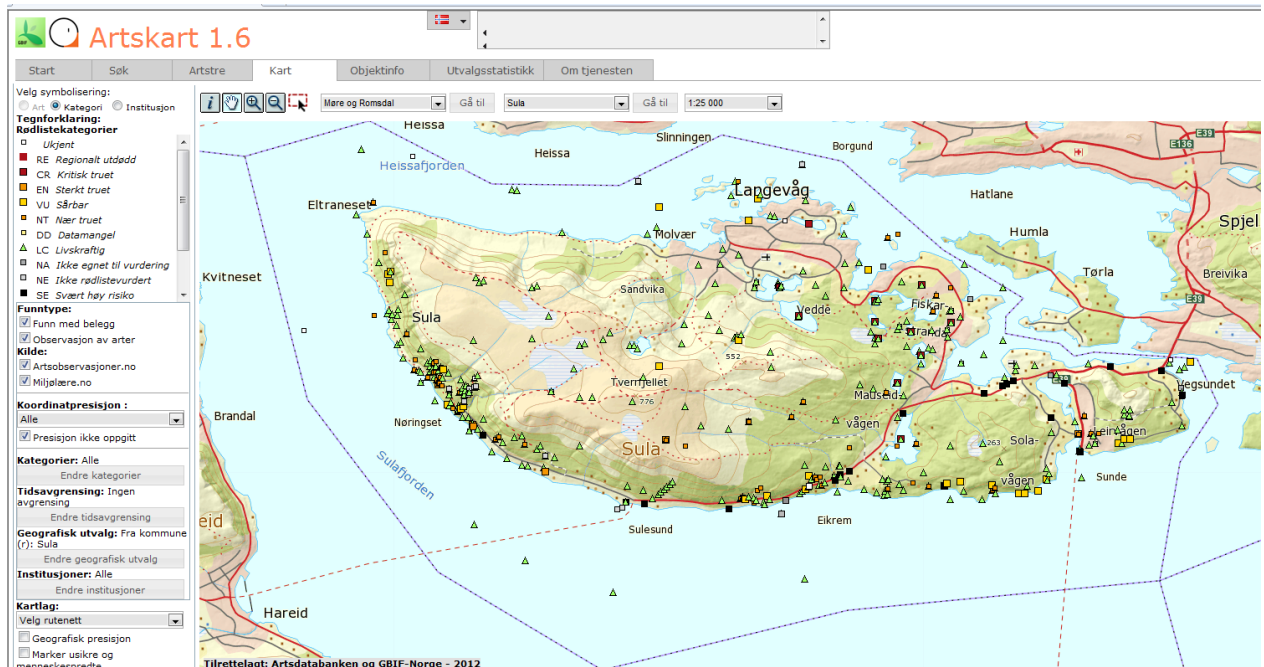 Artskart 1.6
Start Søk Artstre Kart Objektinfo Utvalgsstatistikk Om tjenesten
Velg symbolisering:
Art Kategori Institusjon
Tegnforklaring:
Rødlistekategorier
Ukjent
RE Regionalt utdødd
CR Kritisk truet
EN Sterkt truet
VU Sårbar
NT Nær truet
DD Datamangel
LC Livskraftig
NA Ikke egnet til vurdering
NE Ikke rødlistevurdert
SE Svært høy risiko
Funntype:
Funn med belegg
Observasjon av arter
Kilde:
Artsobservasjoner.no
Miljølære.no
Koordinatpresisjon :
Alle
Presisjon ikke oppgitt
Kategorier: Alle
Endre kategorier
Tidsavgrensing: Ingen
avgrensing
Endre tidsavgrensing
Geografisk utvalg: Fra kommune
(r): Sula
Endre geografisk utvalg
Institusjoner: Alle
Endre institusjoner
Kartlag:
Velg rutenett
Geografisk presisjon
Marker usikre og
menneskespredte
Møre og Romsdal Gå til Sula Gå til 1:25 000
Heissa
Slinningen
Borgund
E39
E136
Heissafjorden
Heissa
Hatlane
Langevåg
Eltraneset
Spjel
Molvær
Humla
Kvitneset
Tørla
Breivika
Sandvika
E39
Sula
Vedde
Fiskar-
stranda
552
Tverrfjellet
776
Mauseid-
vågen
Vegsundet
Brandal
Nøringset
Sula
263
Sola-
vågen
Leirvågen
Sulafjorden
Sunde
eid
Sulesund
Eikrem
Hareid
Tilrettelagt: Artsdatabanken og GBIF-Norge - 2012